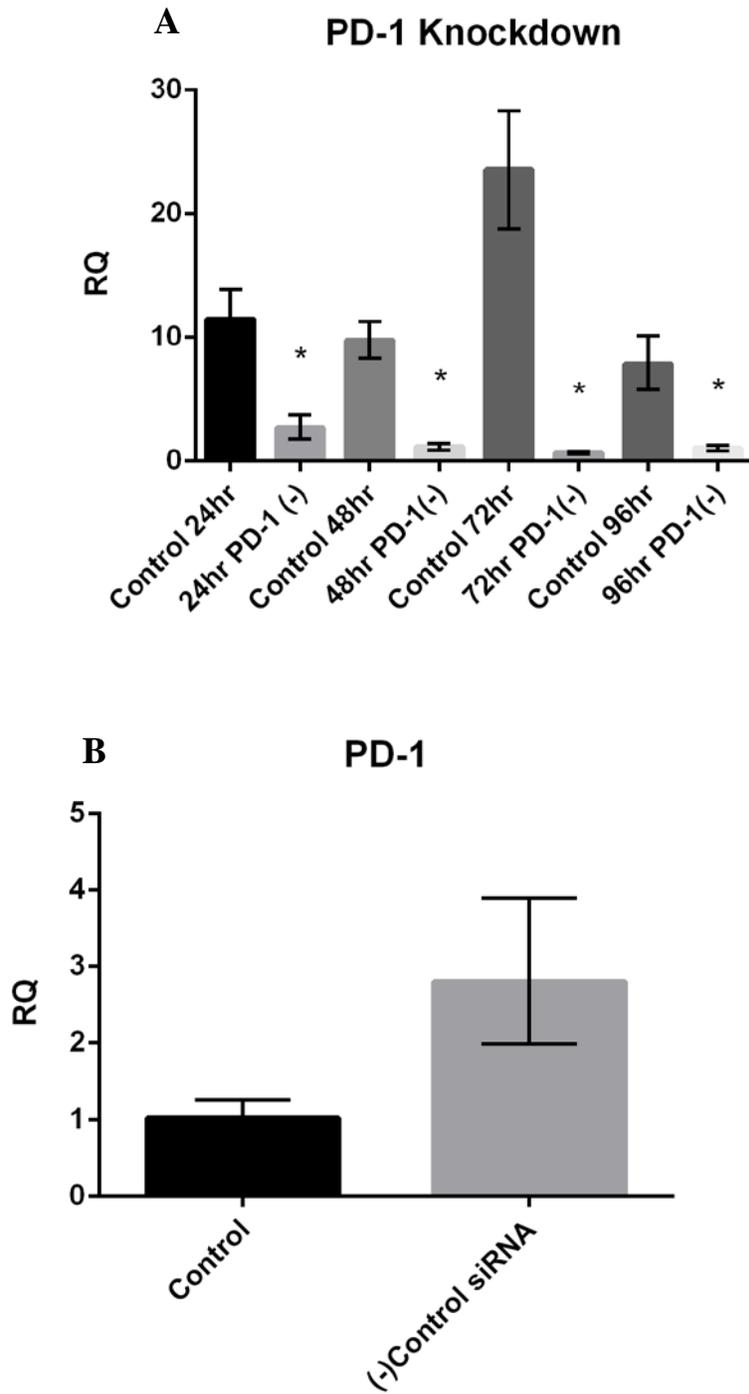 A
PD-1 Knockdown
30
20
10
0
RQ
*
*
*
*
Control 24hr
24hr PD-1 (-)
Control 48hr
48hr PD-1(-)
Control 72hr
72hr PD-1(-)
Control 96hr
96hr PD-1(-)
B
PD-1
5
4
3
2
1
0
RQ
Control
(-)Control siRNA